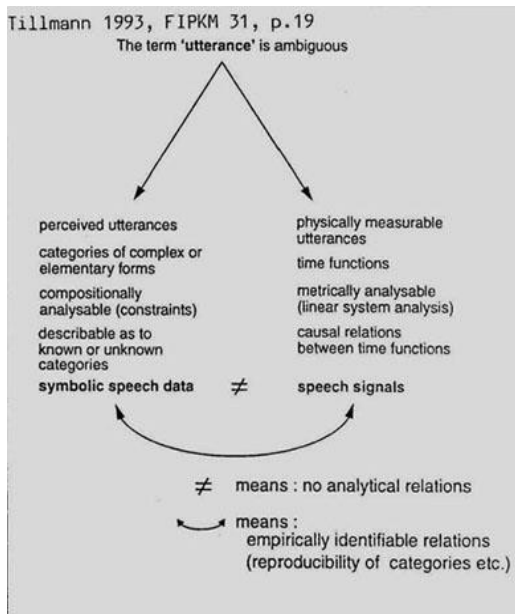 Tillmann 1993, FIPKM 31, p.19
The term 'utterance' is ambiguous
perceived utterances
categories of complex or
elementary forms
compositionally
analysable (constraints)
describable as to
known or unknown
categories
symbolic speech data
≠
physically measurable
utterances
time functions
metrically analysable
(linear system analysis)
causal relations
between time functions
speech signals
≠ means : no analytical relations
means :
empirically identifiable relations
(reproducibility of categories etc.)